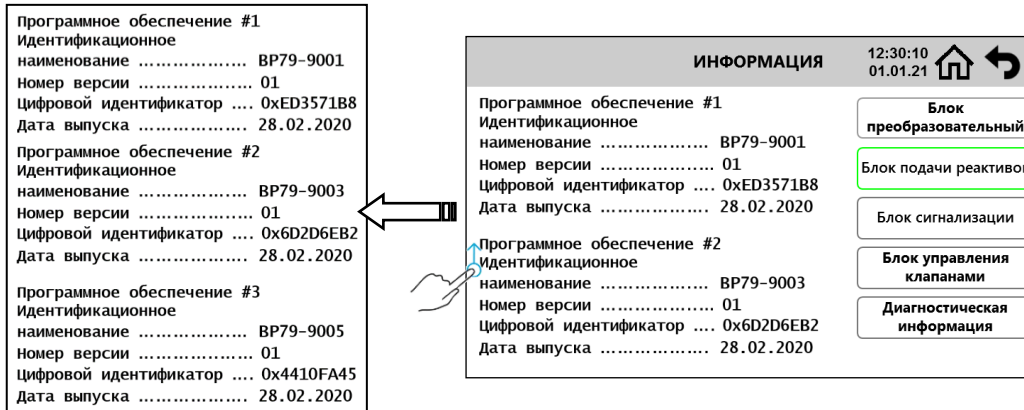 Программное обеспечение #1
Идентификационное
наименование ................... ВР79-9001
Номер версии .................... 01
Цифровой идентификатор .... 0xED3571B8
Дата выпуска ................... 28.02.2020
Программное обеспечение #2
Идентификационное
наименование ................... ВР79-9003
Номер версии .................... 01
Цифровой идентификатор .... 0x6D2D6EB2
Дата выпуска ................... 28.02.2020
Программное обеспечение #3
Идентификационное
наименование ................... ВР79-9005
Номер версии .................... 01
Цифровой идентификатор .... 0x4410FA45
Дата выпуска ................... 28.02.2020
ИНФОРМАЦИЯ
12:30:10
01.01.21
Программное обеспечение #1
Идентификационное
наименование ................... ВР79-9001
Номер версии .................... 01
Цифровой идентификатор .... 0xED3571B8
Дата выпуска ................... 28.02.2020
Программное обеспечение #2
Идентификационное
наименование ................... ВР79-9003
Номер версии .................... 01
Цифровой идентификатор .... 0x6D2D6EB2
Дата выпуска ................... 28.02.2020
Блок
преобразовательный
Блок подачи реактивов
Блок сигнализации
Блок управления
клапанами
Диагностическая
информация